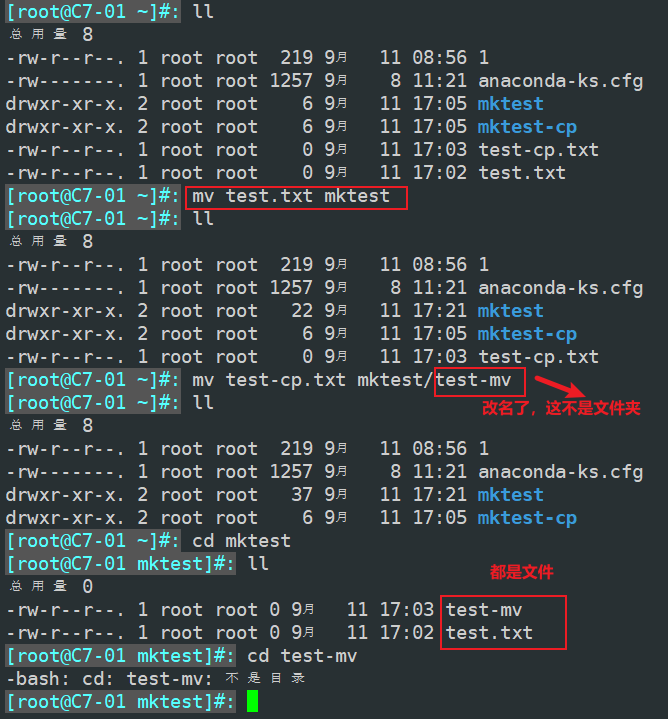 [root@C7-01 ~]#: ll
总用量 8
-rw-r--r--. 1 root root  219 9月   11 08:56 1
-rw-------. 1 root root 1257 9月    8 11:21 anaconda-ks.cfg
drwxr-xr-x. 2 root root    6 9月   11 17:05 mktest
drwxr-xr-x. 2 root root    6 9月   11 17:05 mktest-cp
-rw-r--r--. 1 root root    0 9月   11 17:03 test-cp.txt
-rw-r--r--. 1 root root    0 9月   11 17:02 test.txt
[root@C7-01 ~]#: mv test.txt mktest
[root@C7-01 ~]#: ll
总用量 8
-rw-r--r--. 1 root root  219 9月   11 08:56 1
-rw-------. 1 root root 1257 9月    8 11:21 anaconda-ks.cfg
drwxr-xr-x. 2 root root   22 9月   11 17:21 mktest
drwxr-xr-x. 2 root root    6 9月   11 17:05 mktest-cp
-rw-r--r--. 1 root root    0 9月   11 17:03 test-cp.txt
[root@C7-01 ~]#: mv test-cp.txt mktest/test-mv
[root@C7-01 ~]#: ll
改名了，这不是文件夹
总用量 8
-rw-r--r--. 1 root root  219 9月   11 08:56 1
-rw-------. 1 root root 1257 9月    8 11:21 anaconda-ks.cfg
drwxr-xr-x. 2 root root   37 9月   11 17:21 mktest
drwxr-xr-x. 2 root root    6 9月   11 17:05 mktest-cp
[root@C7-01 ~]#: cd mktest
[root@C7-01 mktest]#: ll
都是文件
总用量 0
-rw-r--r--. 1 root root 0 9月   11 17:03 test-mv
-rw-r--r--. 1 root root 0 9月   11 17:02 test.txt
[root@C7-01 mktest]#: cd test-mv
-bash: cd: test-mv: 不是目录
[root@C7-01 mktest]#: